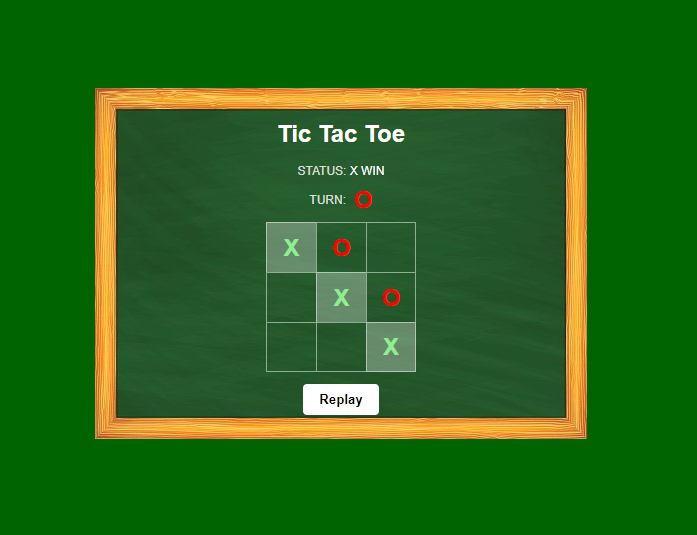 Tic Tac Toe
STATUS: X WIN
TURN: O
X O
X O
X
Replay